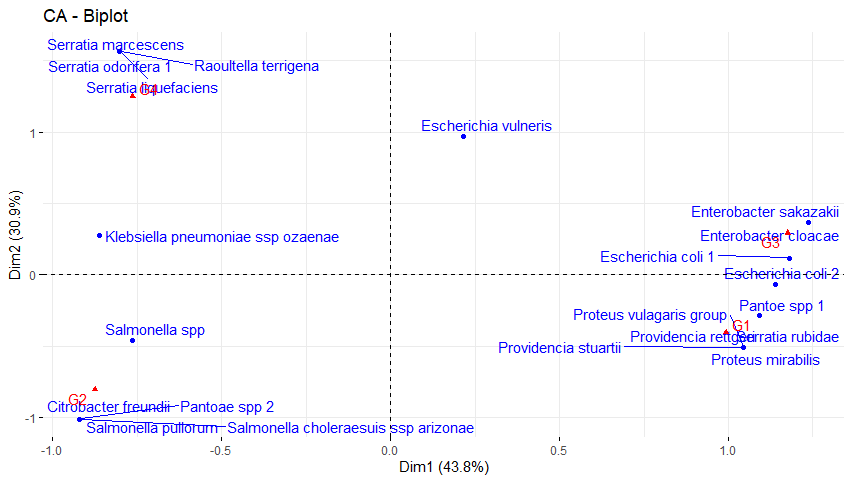 CA - Biplot
Serratia marcescens
Serratia odorifera 1
Raoultella terrigena
Serratia liquefaciens
G4
Escherichia vulneris
1
Enterobacter sakazakii
Klebsiella pneumoniae ssp ozaenae
Enterobacter cloacae
G3
Escherichia coli 1
Dim2 (30.9%)
0
Escherichia coli 2
Pantoe spp 1
Proteus vulagaris group
G1
Salmonella spp
Providencia rettgeri
Serratia rubidae
Providencia stuartii
Proteus mirabilis
G2
Citrobacter freundii
Pantoae spp 2
-1
Salmonella pullorum
Salmonella choleraesuis ssp arizonae
-1.0
-0.5
0.0
0.5
1.0
Dim1 (43.8%)